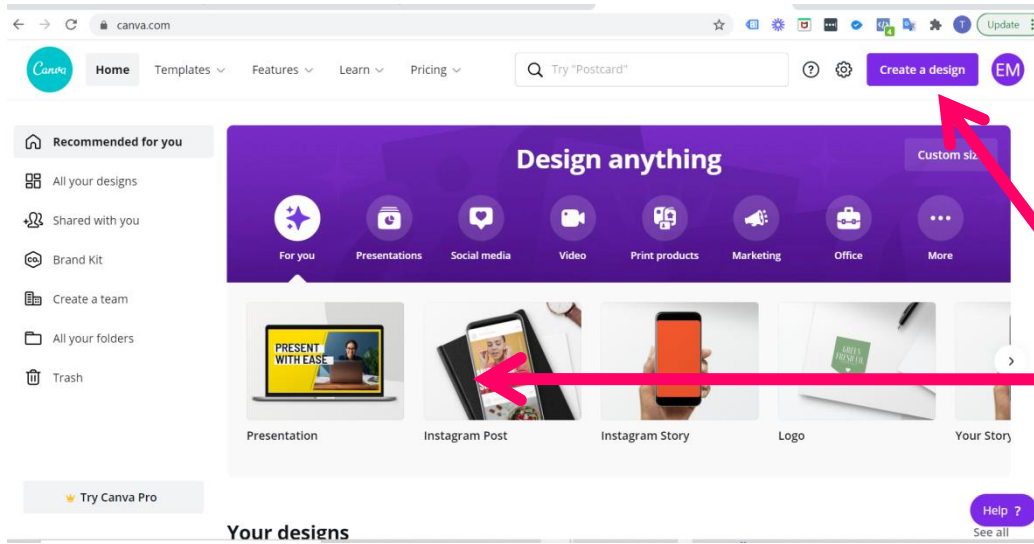 canva.com
Update
Canva
Home Templates Features Learn Pricing
Try "Postcard"
Create a design
EM
Recommended for you
All your designs
Shared with you
Brand Kit
Create a team
All your folders
Trash
Try Canva Pro
Design anything
Custom siz
For you Presentations Social media Video Print products Marketing Office More
PRESENT
WITH EASE
Presentation Instagram Post Instagram Story Logo Your Story
Your designs
See all
Help ?
T
4
CO.